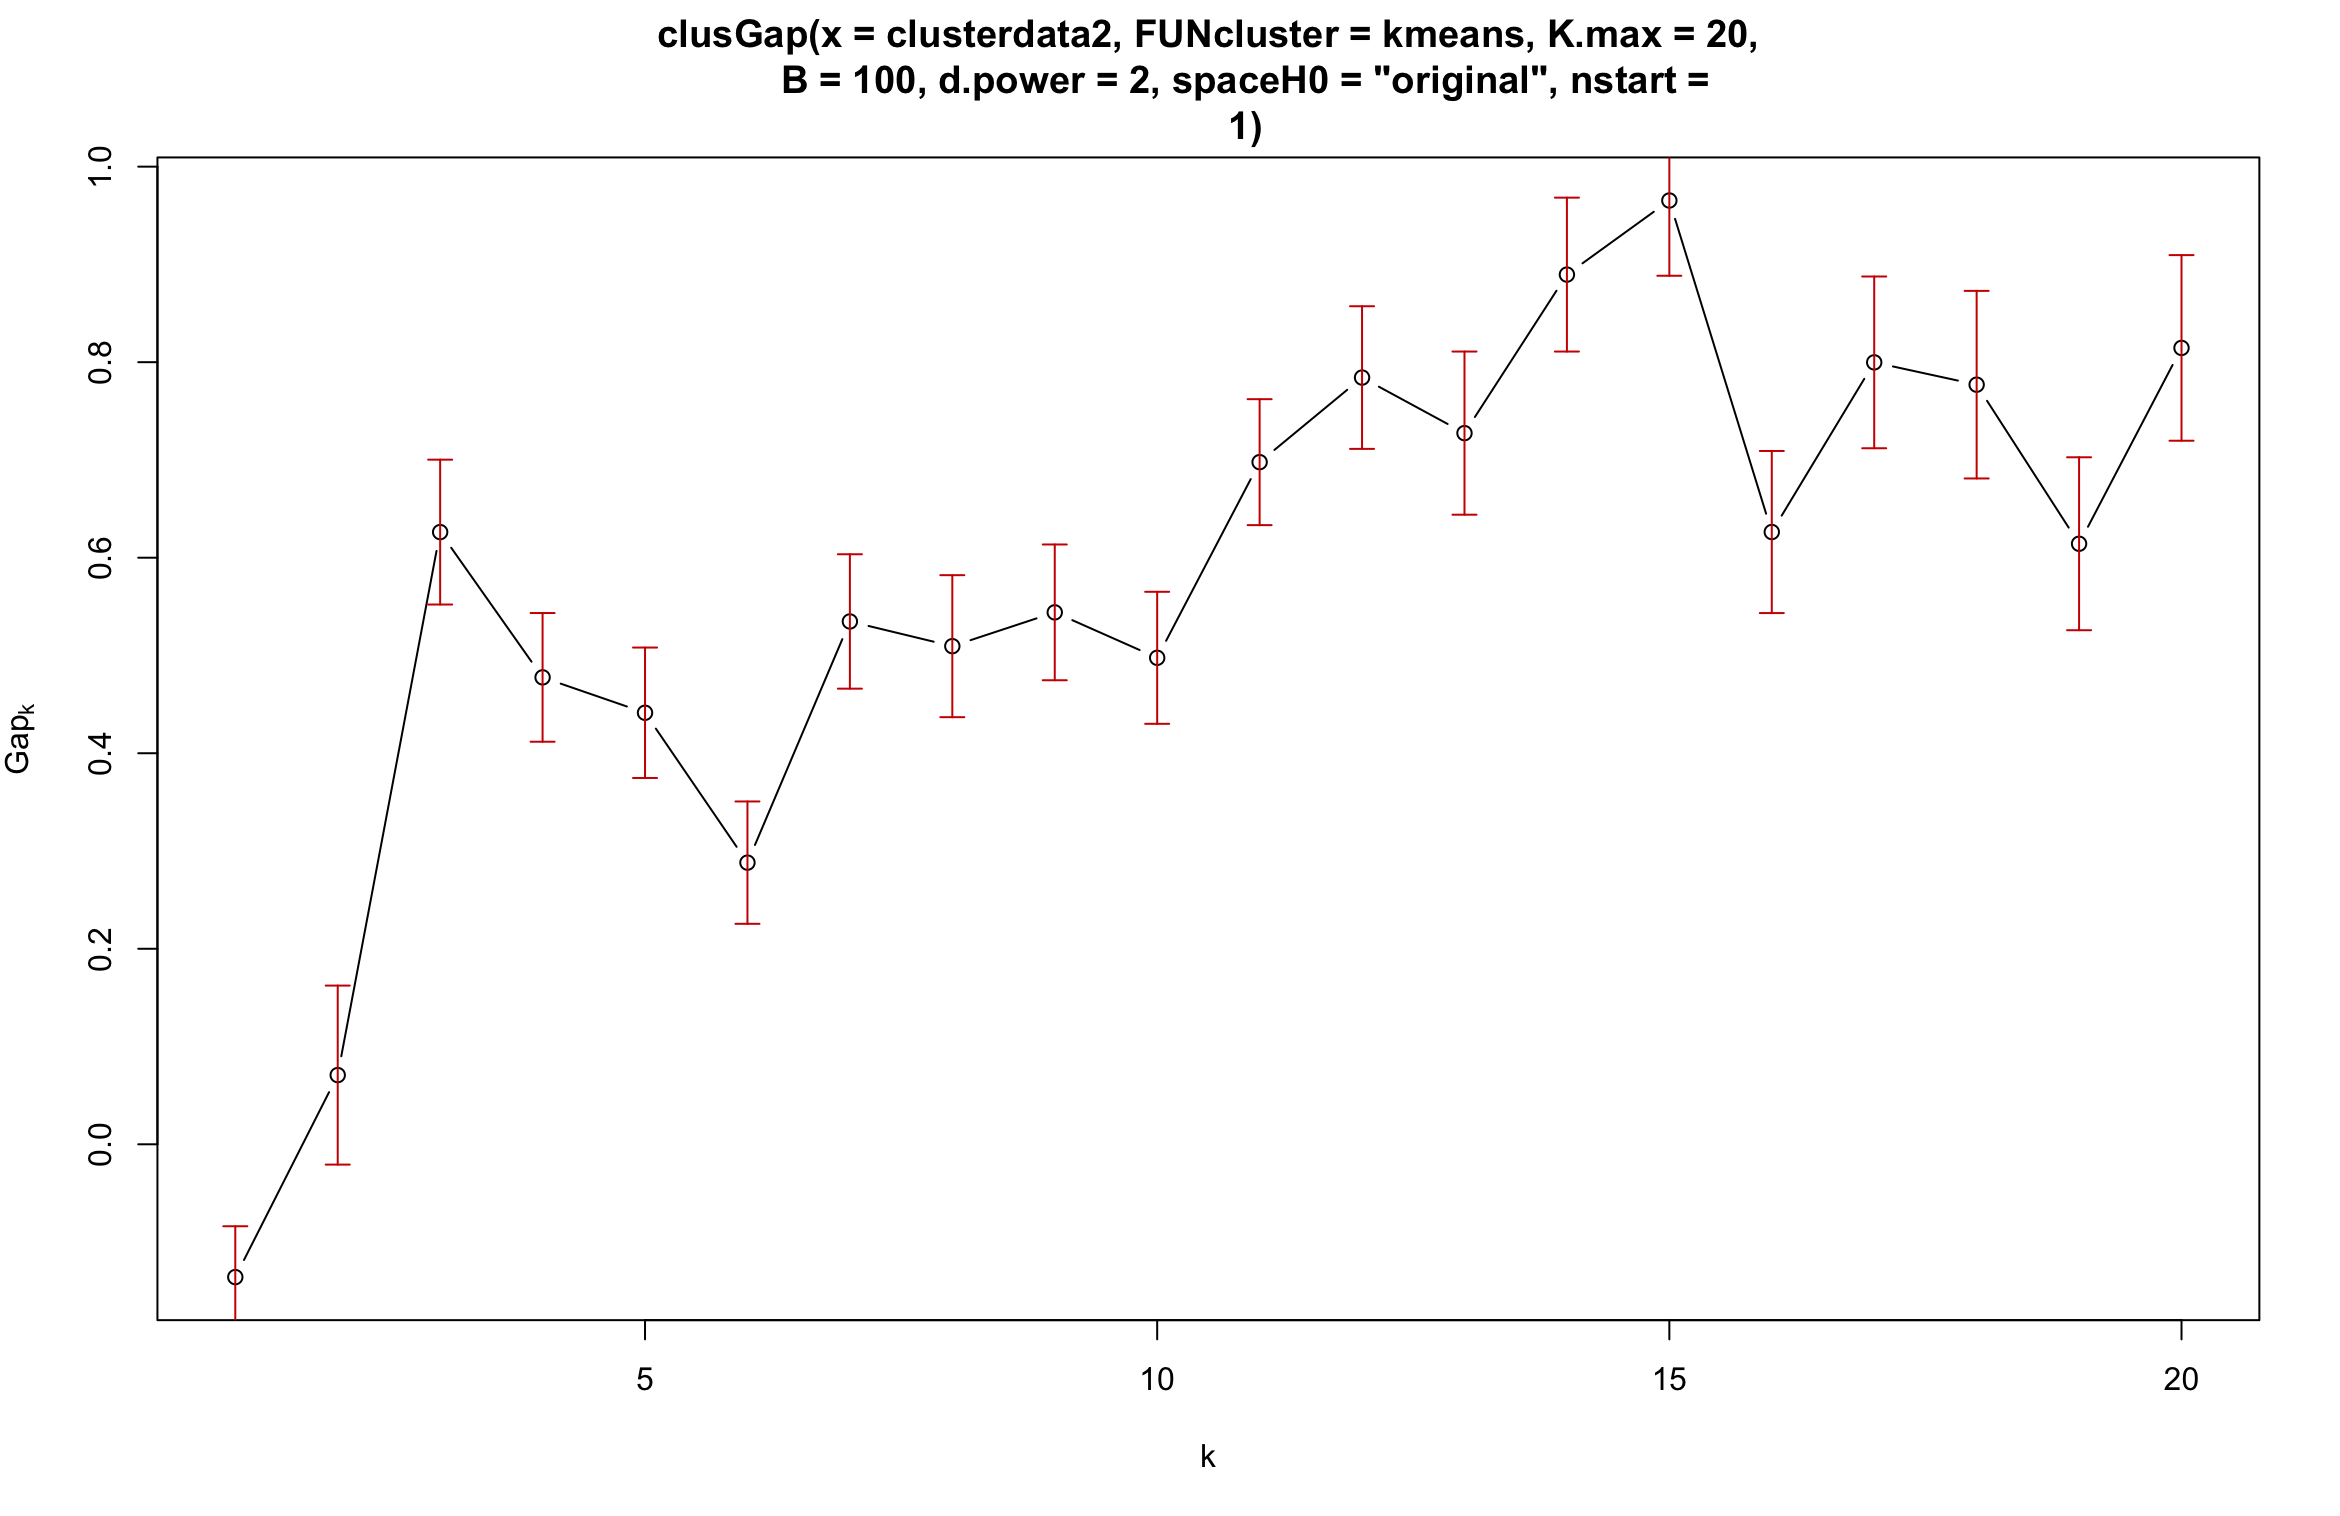 clusGap(x = clusterdata2, FUNcluster = kmeans, K.max = 20,
B = 100, d.power = 2, spaceH0 = "original", nstart =
1)
1.0
0.8
0.6
0.4
0.2
0.0
Gapk
5
10
15
20
k